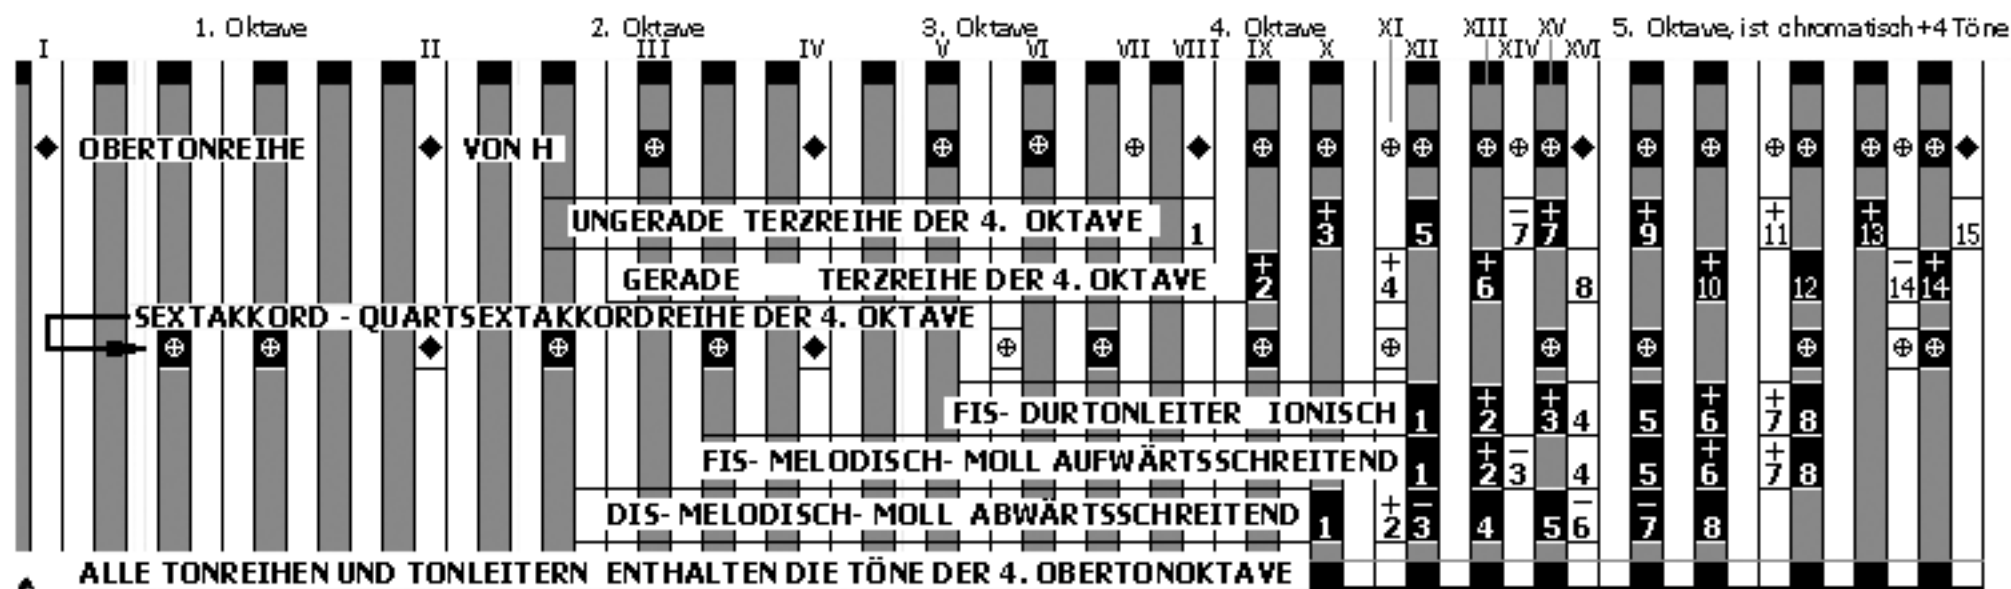 1. Oktave 2. Oktave 3. Oktave 4. Oktave XI XIII XV 5. Oktave, ist chromatisch+4 Töne
I II III IV V VI VII VIII IX X XII XIV XVI
OBERTONREIHE VON H
UNGERADE TERZREIHE DER 4. OKTAVE 1 +3 5 −7 +7 +9 +11 +13 15
GERADE TERZREIHE DER 4. OKTAVE +2 +4 +6 8 +10 12 −14 +14
SEXTAKKORD - QUARTSEXTAKKORDREIHE DER 4. OKTAVE
FIS- DURTONLEITER IONISCH 1 +2 +3 4 5 +6 +7 8
FIS- MELODISCH- MOLL AUFWÄRTSSCHREITEND 1 +2 −3 4 5 +6 +7 8
DIS- MELODISCH- MOLL ABWÄRTSSCHREITEND 1 +2 −3 4 5 −6 −7 8
ALLE TONREIHEN UND TONLEITERN ENTHALTEN DIE TÖNE DER 4. OBERTONOKTAVE